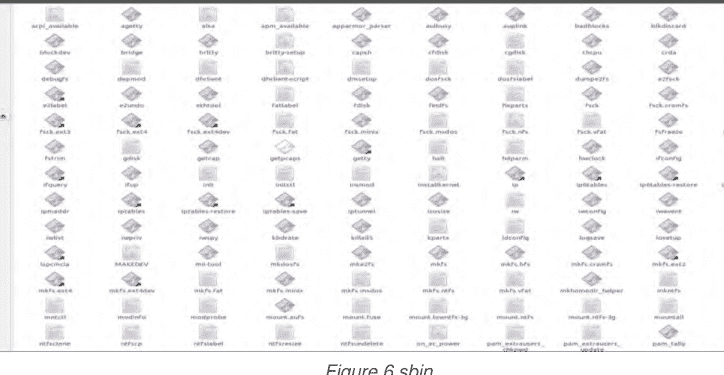 acpi_available agetty alsa apm_available apparmor_parser aulbusy auplink badblocks blkdiscard
blockdev bridge brltty brltty-setup capsh cfdisk cgdisk chcpu crda
debugfs depmod dhclient dhclient-script dmsetup dosfsck dosfslabel dumpe2fs e2fsck
e2label e2undo ethtool fatlabel fdisk findfs fixparts fsck fsck.cramfs
fsck.ext3 fsck.ext4 fsck.ext4dev fsck.fat fsck.minix fsck.msdos fsck.nfs fsck.vfat fsfreeze
fstrim gdisk getcap getpcaps getty halt hdparm hwclock ifconfig
ifquery ifup init initctl insmod installkernel ip ip6tables ip6tables-restore
ipmaddr iptables iptables-restore iptables-save iptunnel isosize iw iwconfig iwevent
iwlist iwpriv iwspy kbdrate killall5 kpartx ldconfig logsave losetup
lspcmcia MAKEDEV mii-tool mkdosfs mke2fs mkfs mkfs.bfs mkfs.cramfs mkfs.ext2
mkfs.ext4 mkfs.ext4dev mkfs.fat mkfs.minix mkfs.msdos mkfs.ntfs mkfs.vfat mkhomedir_helper mkntfs
modinfo modprobe mount.aufs mount.fuse mount.lowntfs-3g mount.ntfs mount.ntfs-3g mountall
ntfsclone ntfscp ntfslabel ntfsresize ntfsundelete on_ac_power pam_extrausers_ pam_extrausers_ pam_tally
chkpwd update
Figure 6 sbin